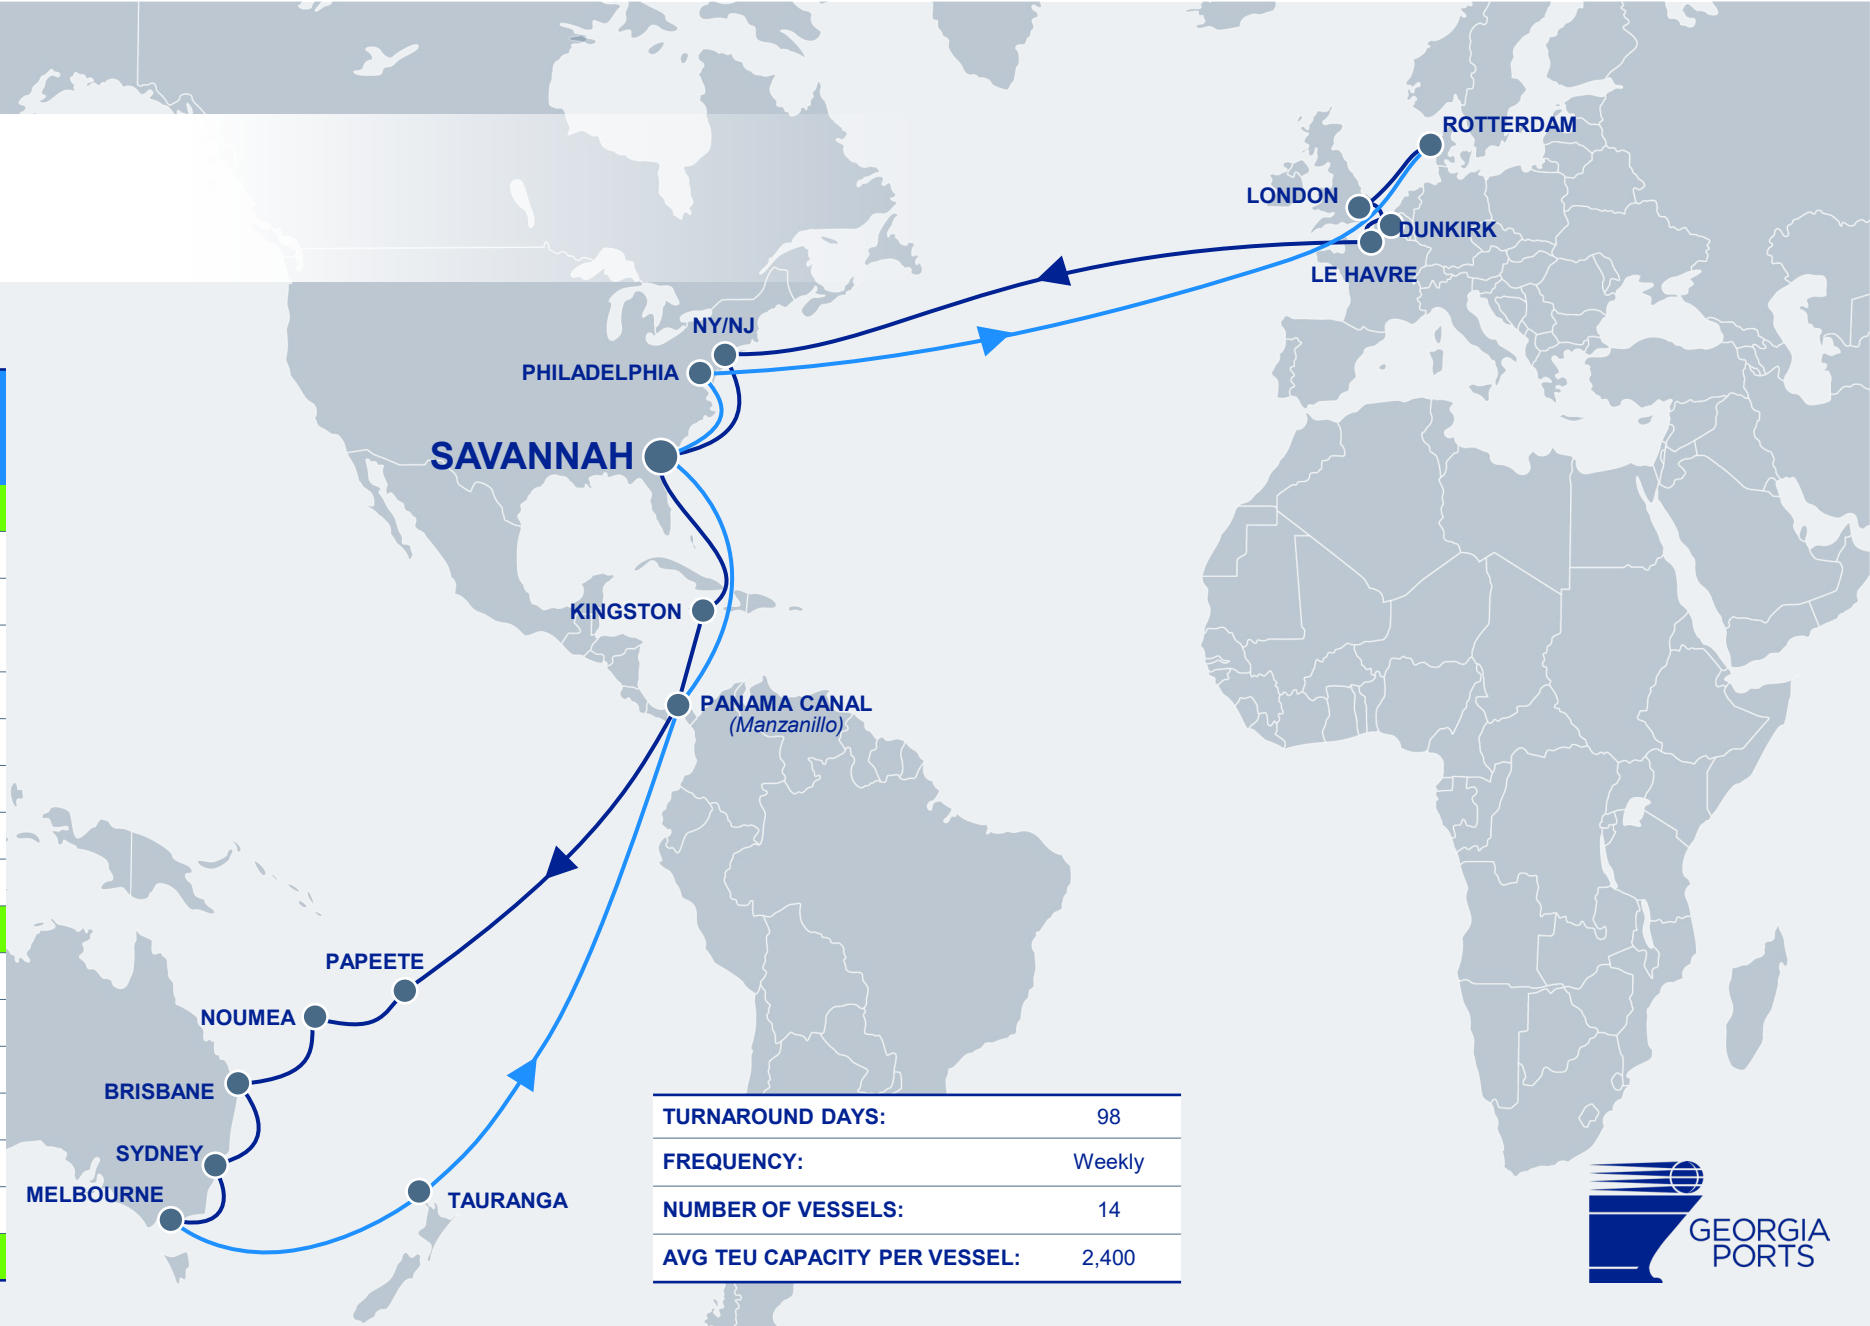 ROTTERDAM
LONDON
DUNKIRK
LE HAVRE
NY/NJ
PHILADELPHIA
SAVANNAH
KINGSTON
PANAMA CANAL
(Manzanillo)
PAPEETE
NOUMEA
BRISBANE
SYDNEY
MELBOURNE
TAURANGA
TURNAROUND DAYS: 98
FREQUENCY: Weekly
NUMBER OF VESSELS: 14
AVG TEU CAPACITY PER VESSEL: 2,400
GEORGIA
PORTS